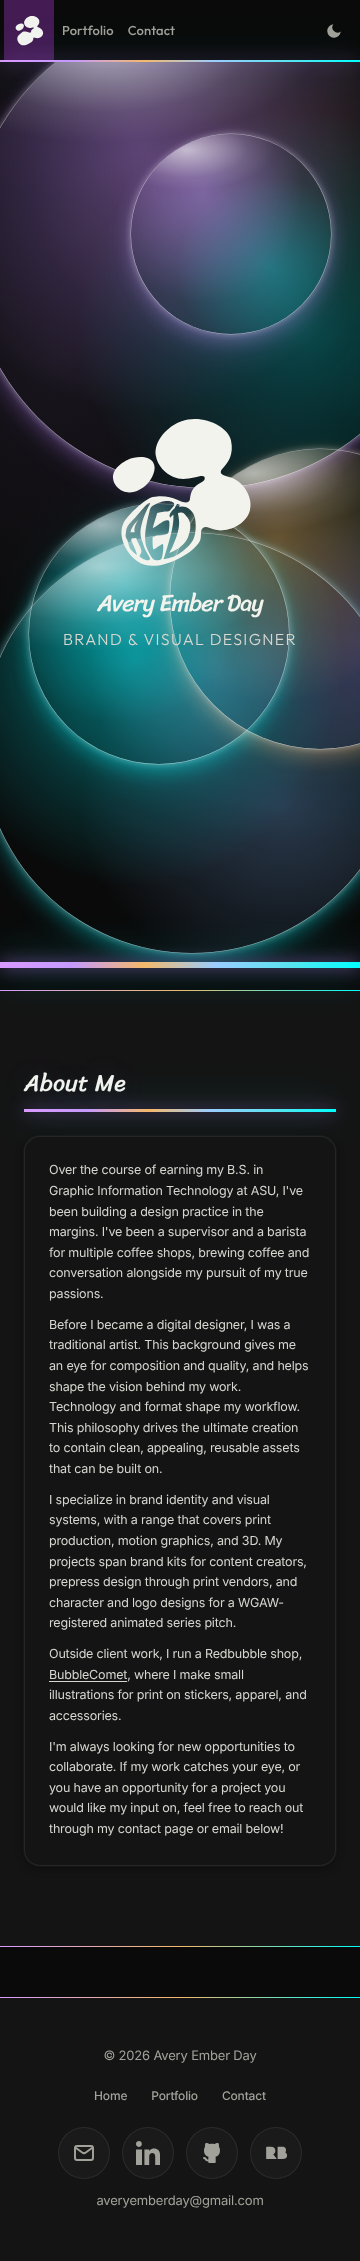 Portfolio Contact
AED
Avery Ember Day
BRAND & VISUAL DESIGNER
About Me
Over the course of earning my B.S. in
Graphic Information Technology at ASU, I've
been building a design practice in the
margins. I've been a supervisor and a barista
for multiple coffee shops, brewing coffee and
conversation alongside my pursuit of my true
passions.
Before I became a digital designer, I was a
traditional artist. This background gives me
an eye for composition and quality, and helps
shape the vision behind my work.
Technology and format shape my workflow.
This philosophy drives the ultimate creation
to contain clean, appealing, reusable assets
that can be built on.
I specialize in brand identity and visual
systems, with a range that covers print
production, motion graphics, and 3D. My
projects span brand kits for content creators,
prepress design through print vendors, and
character and logo designs for a WGAW-
registered animated series pitch.
Outside client work, I run a Redbubble shop,
BubbleComet, where I make small
illustrations for print on stickers, apparel, and
accessories.
I'm always looking for new opportunities to
collaborate. If my work catches your eye, or
you have an opportunity for a project you
would like my input on, feel free to reach out
through my contact page or email below!
© 2026 Avery Ember Day
Home Portfolio Contact
in RB
averyemberday@gmail.com